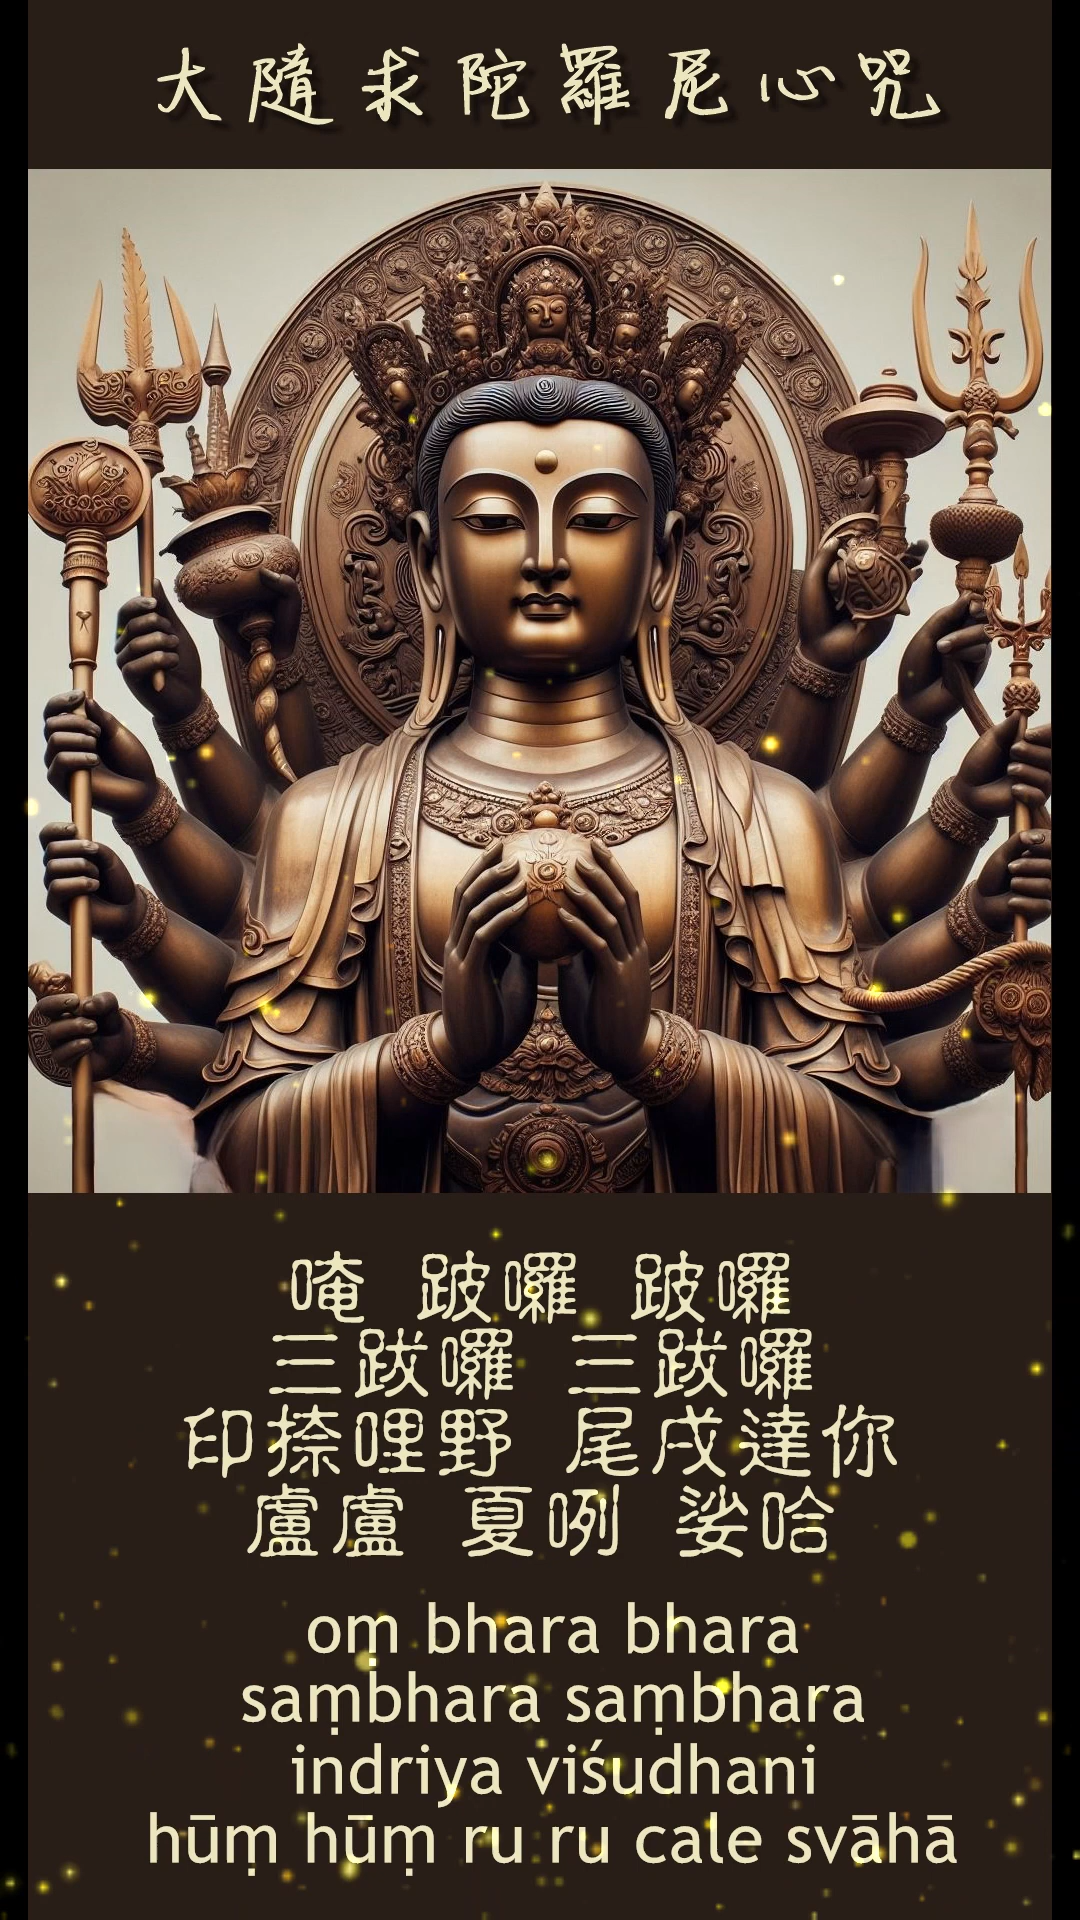 大隨求陀羅尼心咒
唵 跛囉 跛囉
三跋囉 三跋囉
印捺哩野 尾戍達你
盧盧 夏咧 娑哈
oṃ bhara bhara
saṃbhara saṃbhara
indriya viśudhani
hūṃ hūṃ ru ru cale svāhā